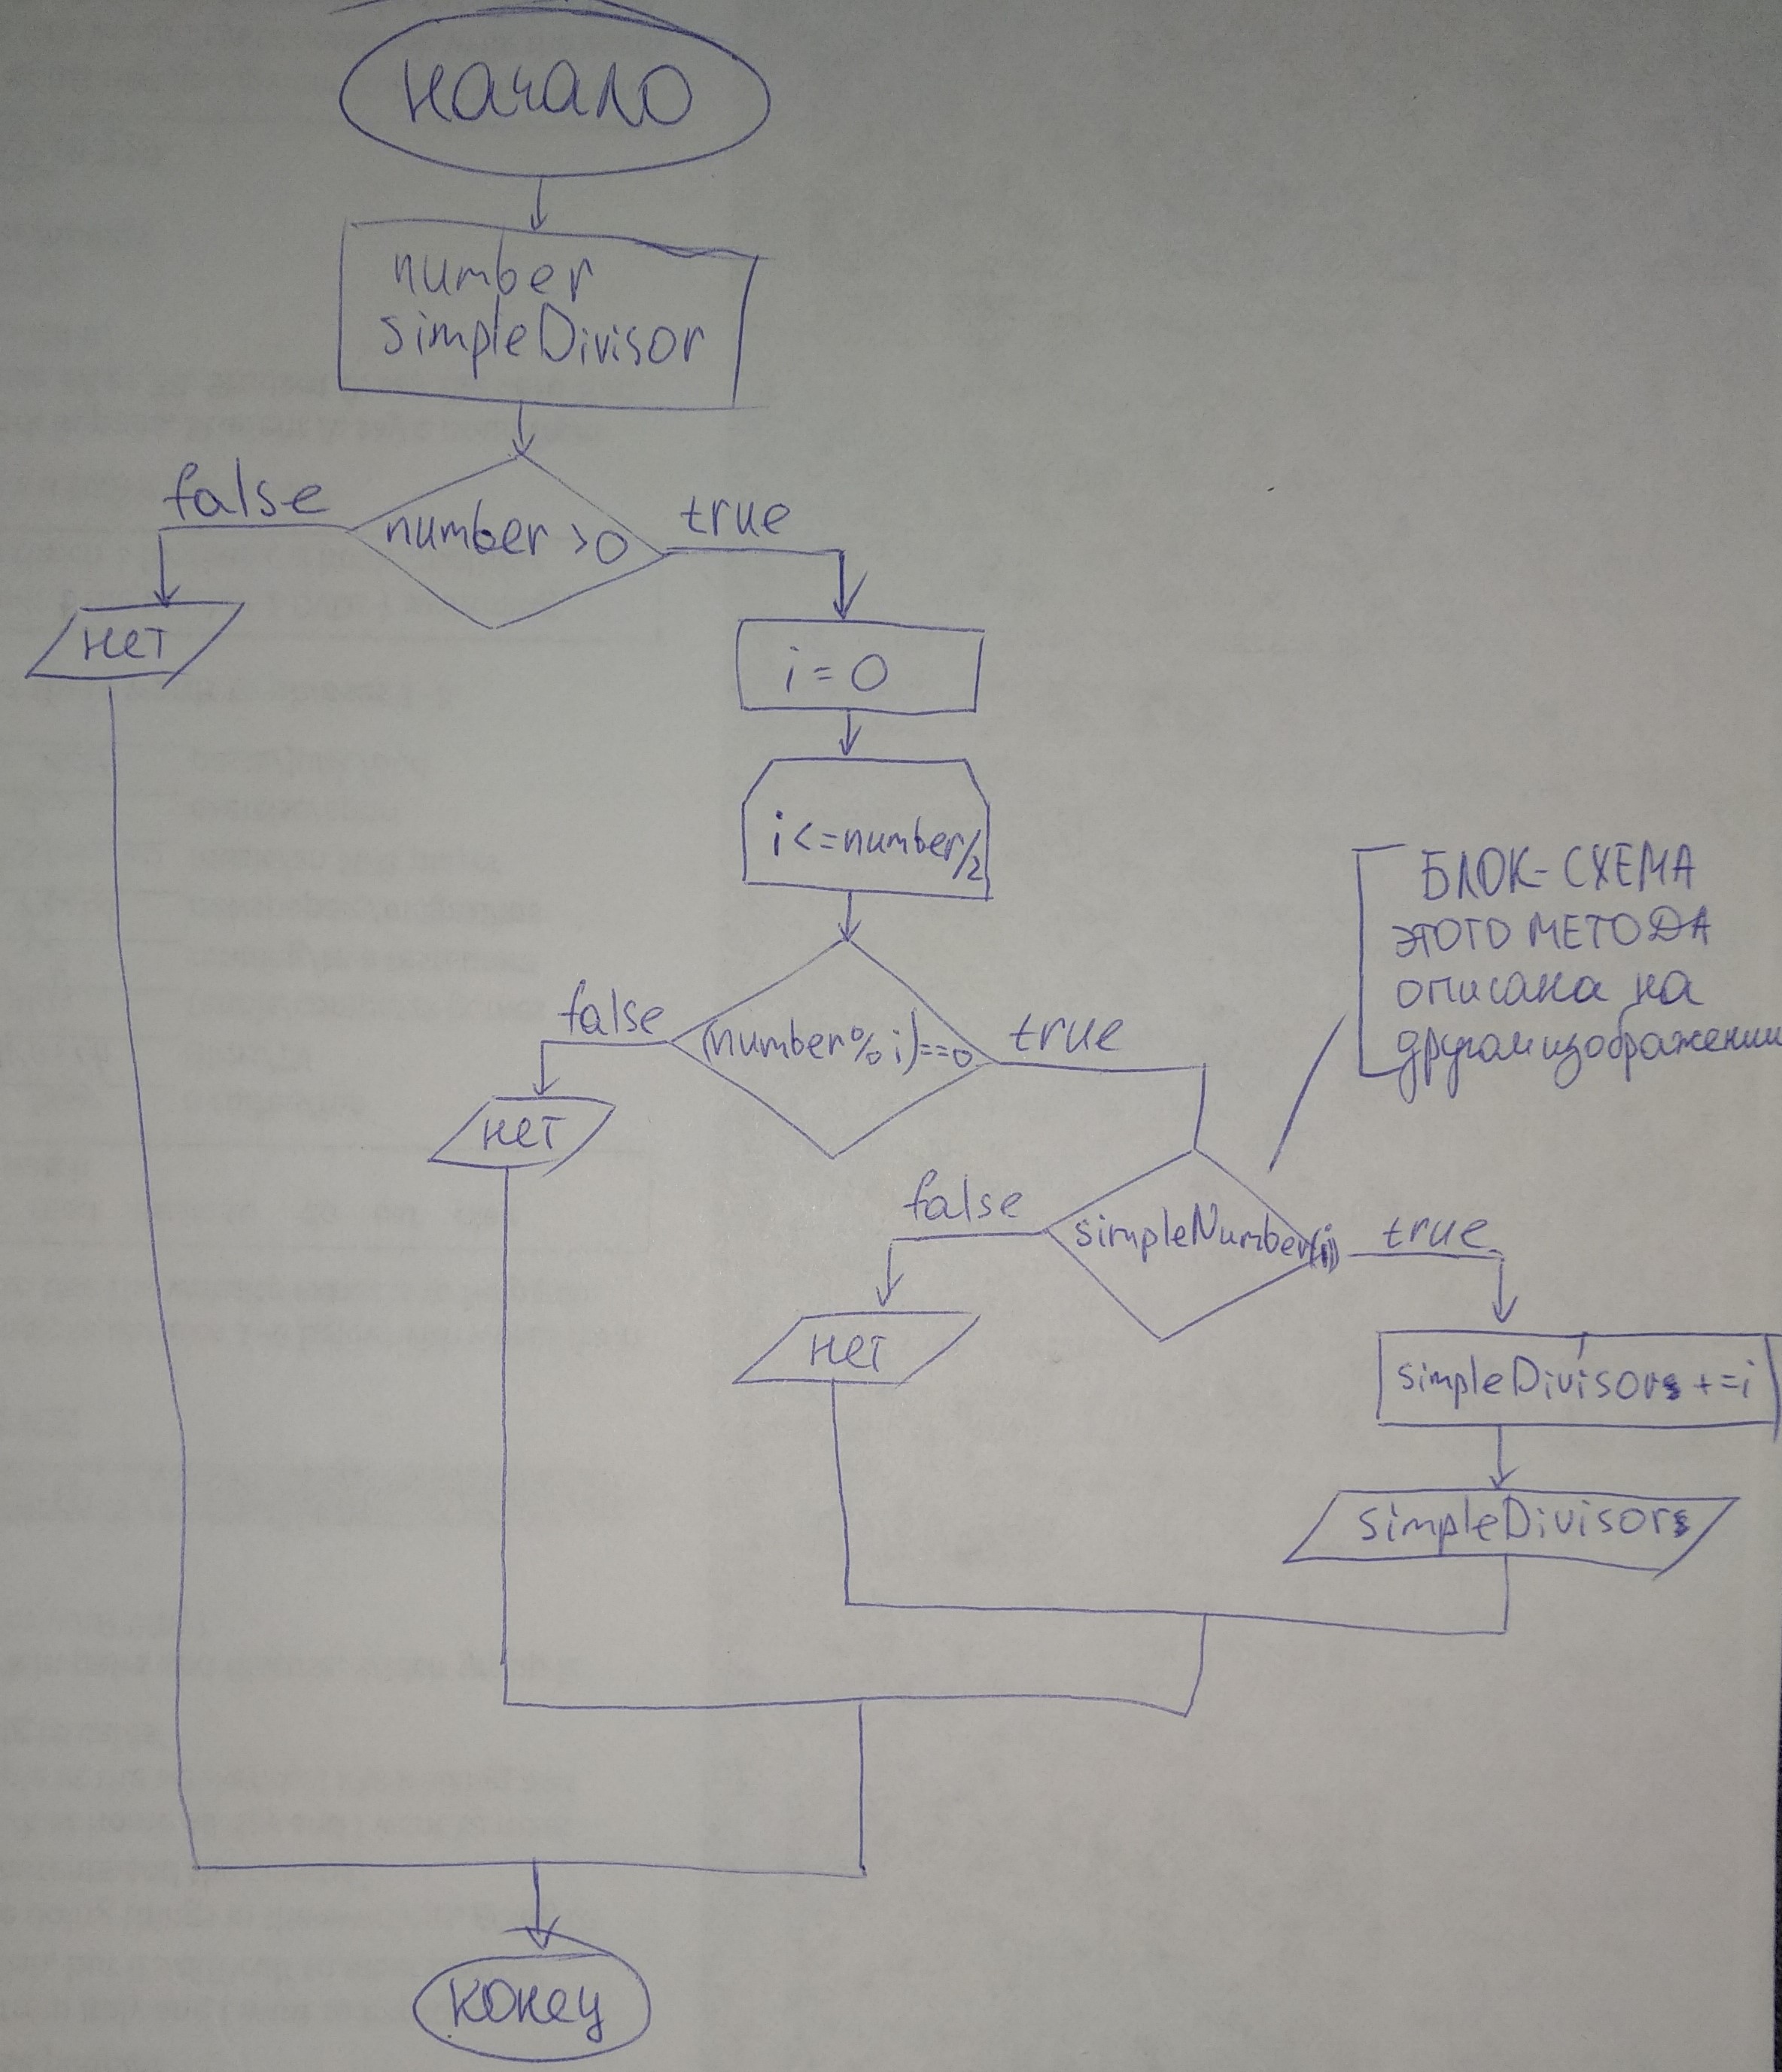 начало
number
simpleDivisor
false
number >0
true
нет
i = 0
i <= number/2
БЛОК-СХЕМА
ЭТОГО МЕТОДА
описана на
другом изображении
false
(number % i) == 0
true
нет
false
simpleNumber(i)
true
нет
simpleDivisors += i
simpleDivisors
конец